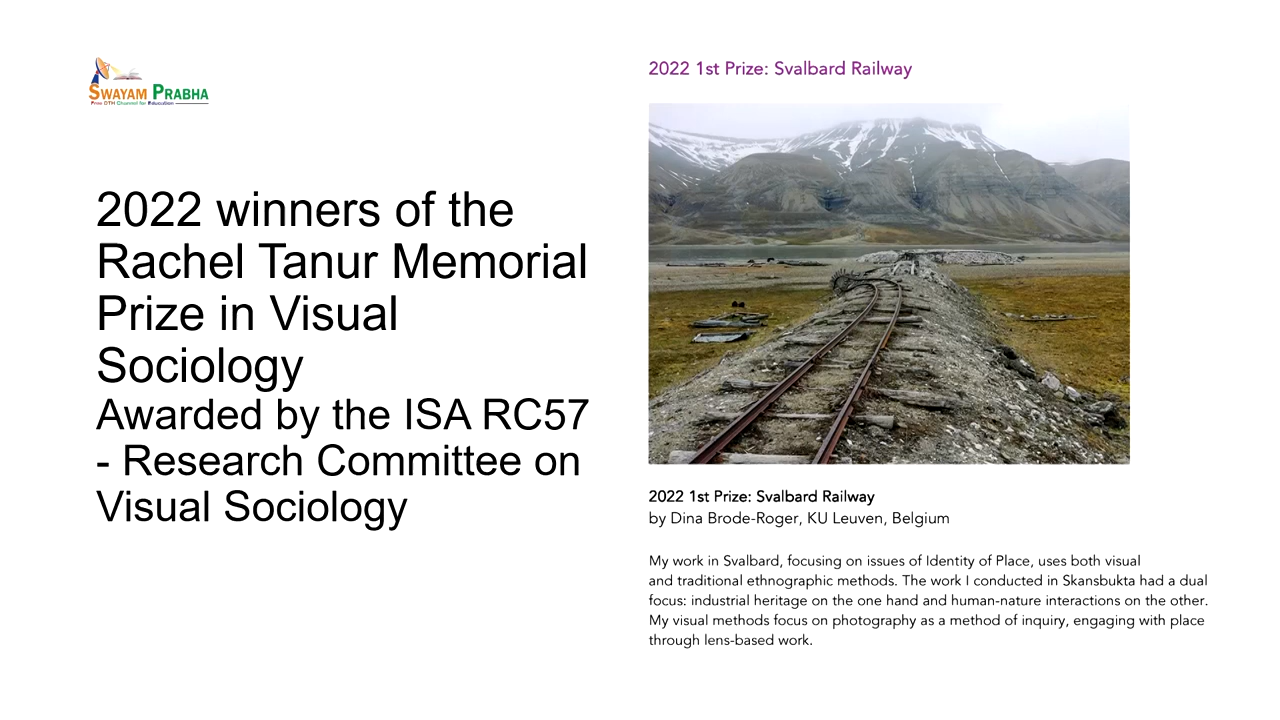 SWAYAM PRABHA
Free DTH Channel for Education
2022 winners of the
Rachel Tanur Memorial
Prize in Visual
Sociology
Awarded by the ISA RC57
- Research Committee on
Visual Sociology
2022 1st Prize: Svalbard Railway
2022 1st Prize: Svalbard Railway
by Dina Brode-Roger, KU Leuven, Belgium
My work in Svalbard, focusing on issues of Identity of Place, uses both visual
and traditional ethnographic methods. The work I conducted in Skansbukta had a dual
focus: industrial heritage on the one hand and human-nature interactions on the other.
My visual methods focus on photography as a method of inquiry, engaging with place
through lens-based work.